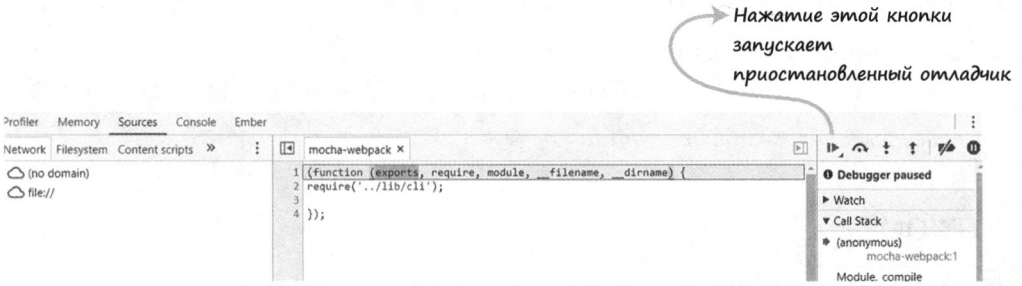 Нажатие этой кнопки
запускает
приостановленный отладчик
Profiler Memory Sources Console Ember
Network Filesystem Content scripts »
mocha-webpack ×
(no domain)
file://
1 (function (exports, require, module, __filename, __dirname) {
2 require('../lib/cli');
3
4 });
Debugger paused
Watch
Call Stack
(anonymous)
mocha-webpack:1
Module._compile